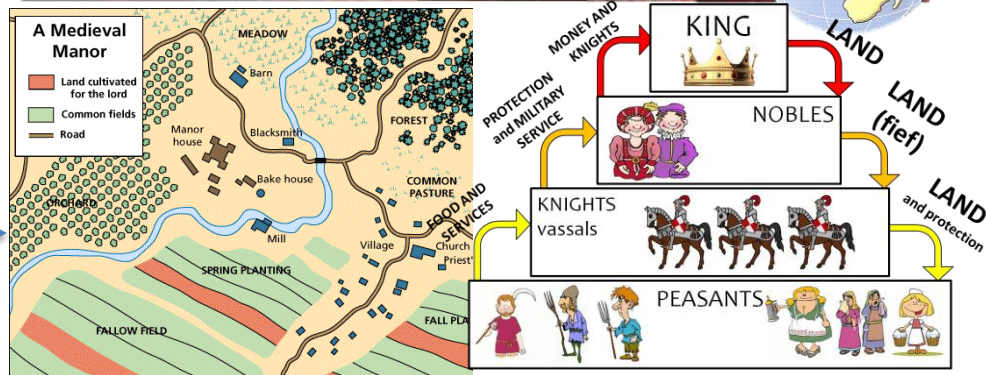 A Medieval
Manor
Land cultivated
for the lord
Common fields
Road
MEADOW
Barn
Blacksmith
Manor
house
Bake house
FOREST
COMMON
PASTURE
ORCHARD
Mill
Village
Church
Priest'
SPRING PLANTING
FALLOW FIELD
FALL PLA
MONEY AND
KNIGHTS
KING
LAND
PROTECTION
and MILITARY
SERVICE
NOBLES
LAND
(fief)
FOOD AND
SERVICES
KNIGHTS
vassals
LAND
and protection
PEASANTS